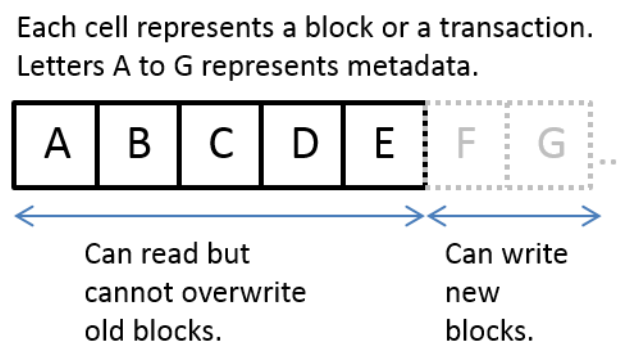 Each cell represents a block or a transaction.
Letters A to G represents metadata.
A B C D E F G ..
Can read but
cannot overwrite
old blocks.
Can write
new
blocks.